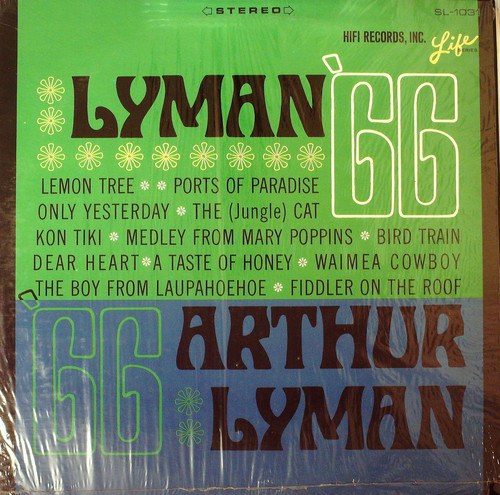 STEREO
SL-1031
HIFI RECORDS, INC. Life
LYMAN '66
LEMON TREE PORTS OF PARADISE
ONLY YESTERDAY THE (Jungle) CAT
KON TIKI MEDLEY FROM MARY POPPINS BIRD TRAIN
DEAR HEART A TASTE OF HONEY WAIMEA COWBOY
THE BOY FROM LAUPAHOEHOE FIDDLER ON THE ROOF
'66 ARTHUR
LYMAN